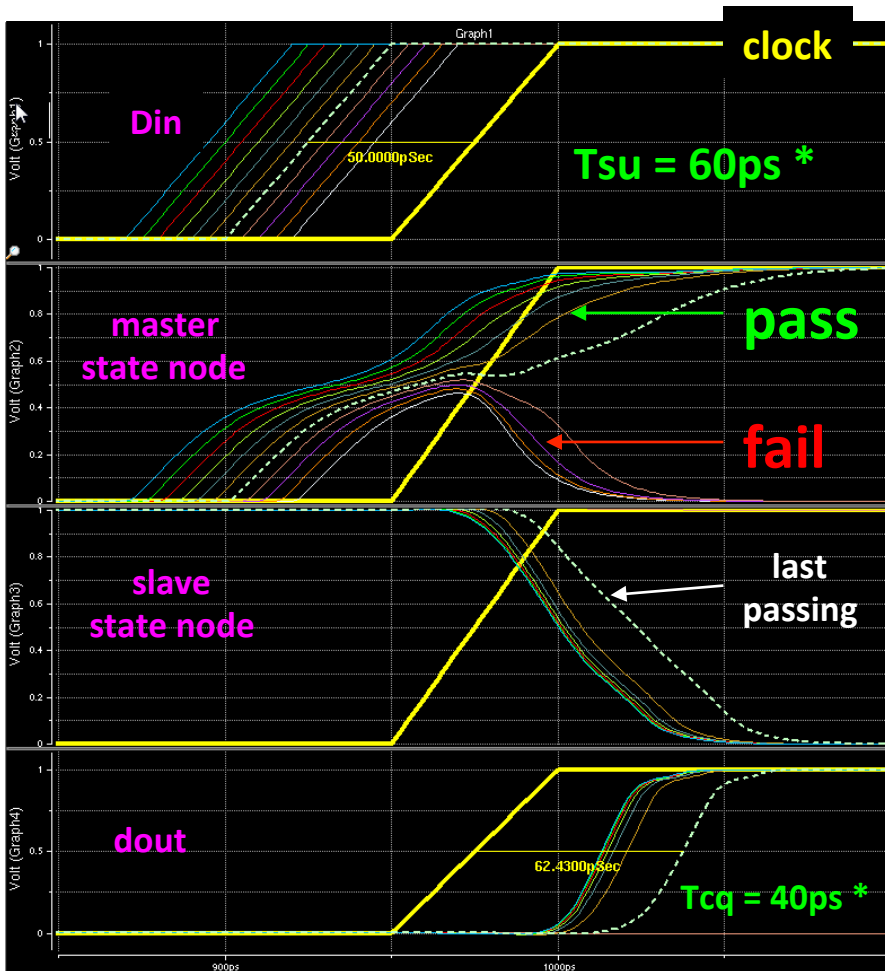 Graph1
clock
1
Volt (Graph1)
Din
0.5
50.0000pSec
Tsu = 60ps *
0
1
0.8
master
state node
pass
Volt (Graph2)
0.6
0.4
fail
0.2
0
1
0.8
slave
state node
last
passing
Volt (Graph3)
0.6
0.4
0.2
0
1
dout
Volt (Graph4)
0.5
62.4300pSec
Tcq = 40ps *
0
900ps
1000ps